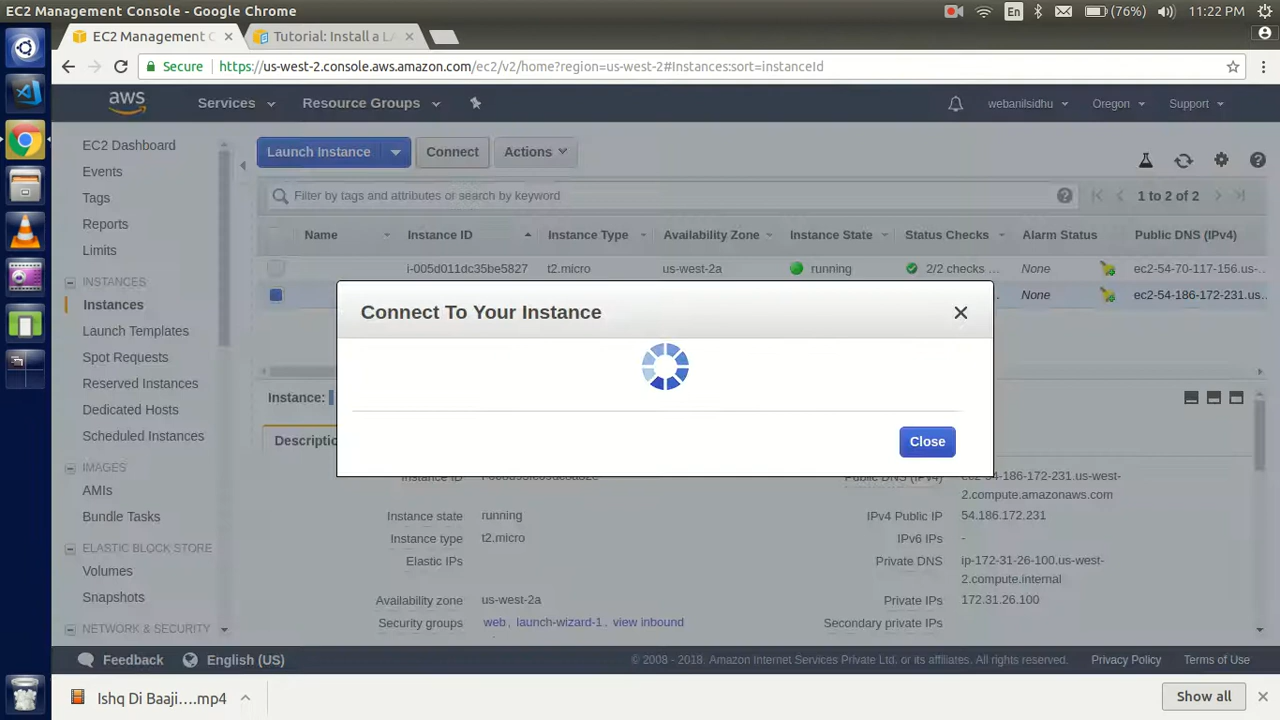 EC2 Management Console - Google Chrome
En (76%) 11:22 PM
EC2 Management C
Tutorial: Install a LA
Secure https://us-west-2.console.aws.amazon.com/ec2/v2/home?region=us-west-2#Instances:sort=instanceId
aws Services Resource Groups webanilsidhu Oregon Support
EC2 Dashboard
Events
Tags
Reports
Limits
INSTANCES
Instances
Launch Templates
Spot Requests
Reserved Instances
Dedicated Hosts
Scheduled Instances
IMAGES
AMIs
Bundle Tasks
ELASTIC BLOCK STORE
Volumes
Snapshots
NETWORK & SECURITY
Launch Instance Connect Actions
Filter by tags and attributes or search by keyword
1 to 2 of 2
Name Instance ID Instance Type Availability Zone Instance State Status Checks Alarm Status Public DNS (IPv4)
i-005d011dc35be5827 t2.micro us-west-2a running 2/2 checks ... None ec2-54-70-117-156.us-...
None ec2-54-186-172-231.us...
Connect To Your Instance
Close
Instance:
Descriptio
Instance ID
Public DNS (IPv4) ec2-54-186-172-231.us-west-2.compute.amazonaws.com
Instance state running
IPv4 Public IP 54.186.172.231
Instance type t2.micro
IPv6 IPs -
Elastic IPs
Private DNS ip-172-31-26-100.us-west-2.compute.internal
Availability zone us-west-2a
Private IPs 172.31.26.100
Security groups web , launch-wizard-1 . view inbound
Secondary private IPs
Feedback English (US) © 2008 - 2018, Amazon Internet Services Private Ltd. or its affiliates. All rights reserved. Privacy Policy Terms of Use
Ishq Di Baaji....mp4 Show all